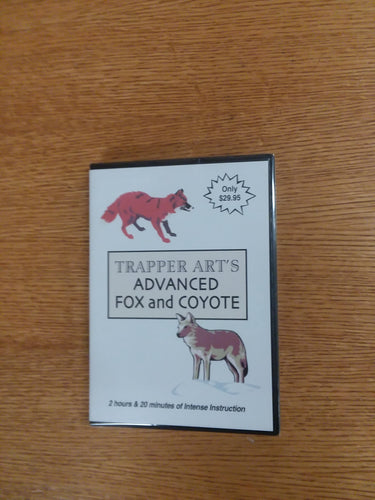 Only
$29.95
TRAPPER ART'S
ADVANCED
FOX and COYOTE
2 hours & 20 minutes of Intense Instruction